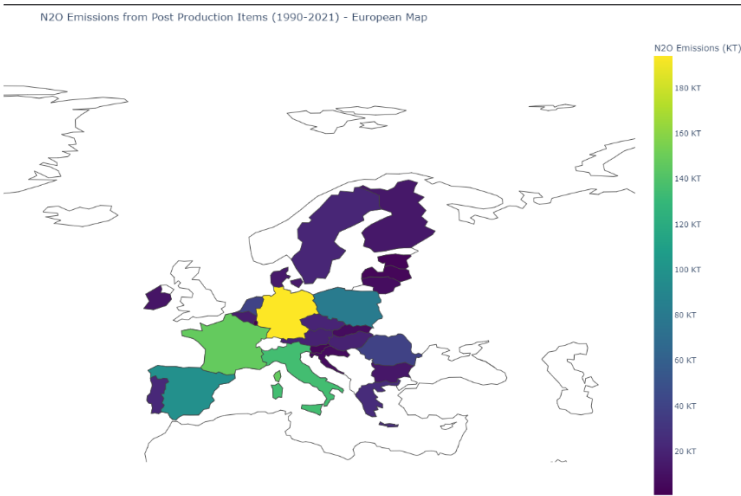 N2O Emissions from Post Production Items (1990-2021) - European Map
N2O Emissions (KT)
180 KT
160 KT
140 KT
120 KT
100 KT
80 KT
60 KT
40 KT
20 KT